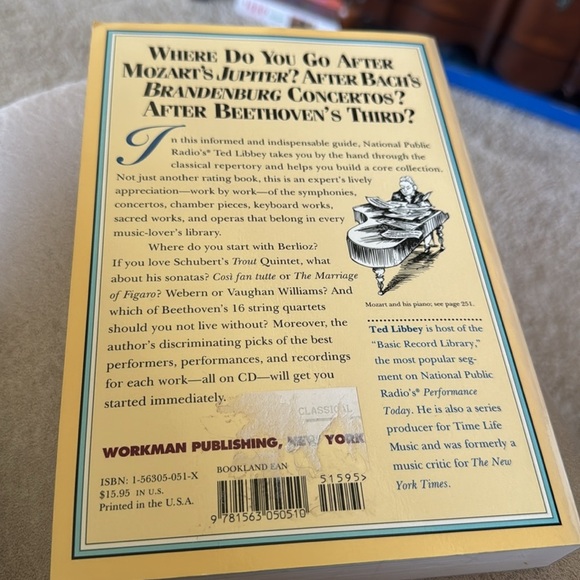 WHERE DO YOU GO AFTER
MOZART'S JUPITER? AFTER BACH'S
BRANDENBURG CONCERTOS?
AFTER BEETHOVEN'S THIRD?
In this informed and indispensable guide, National Public
Radio's® Ted Libbey takes you by the hand through the
classical repertory and helps you build a core collection.
Not just another rating book, this is an expert's lively
appreciation—work by work—of the symphonies,
concertos, chamber pieces, keyboard works,
sacred works, and operas that belong in every
music-lover's library.
Where do you start with Berlioz?
If you love Schubert's Trout Quintet, what
about his sonatas? Così fan tutte or The Marriage
of Figaro? Webern or Vaughan Williams? And
which of Beethoven's 16 string quartets
should you not live without? Moreover, the
author's discriminating picks of the best
performers, performances, and recordings
for each work—all on CD—will get you
started immediately.
Mozart and his piano; see page 251.
Ted Libbey is host of the
"Basic Record Library,"
the most popular seg-
ment on National Public
Radio's® Performance
Today. He is also a series
producer for Time Life
Music and was formerly a
music critic for The New
York Times.
CLASSICAL
WORKMAN PUBLISHING, NEW YORK
ISBN: 1-56305-051-X
$15.95 IN U.S.
Printed in the U.S.A.
BOOKLAND EAN
51595>
9 781563 050510